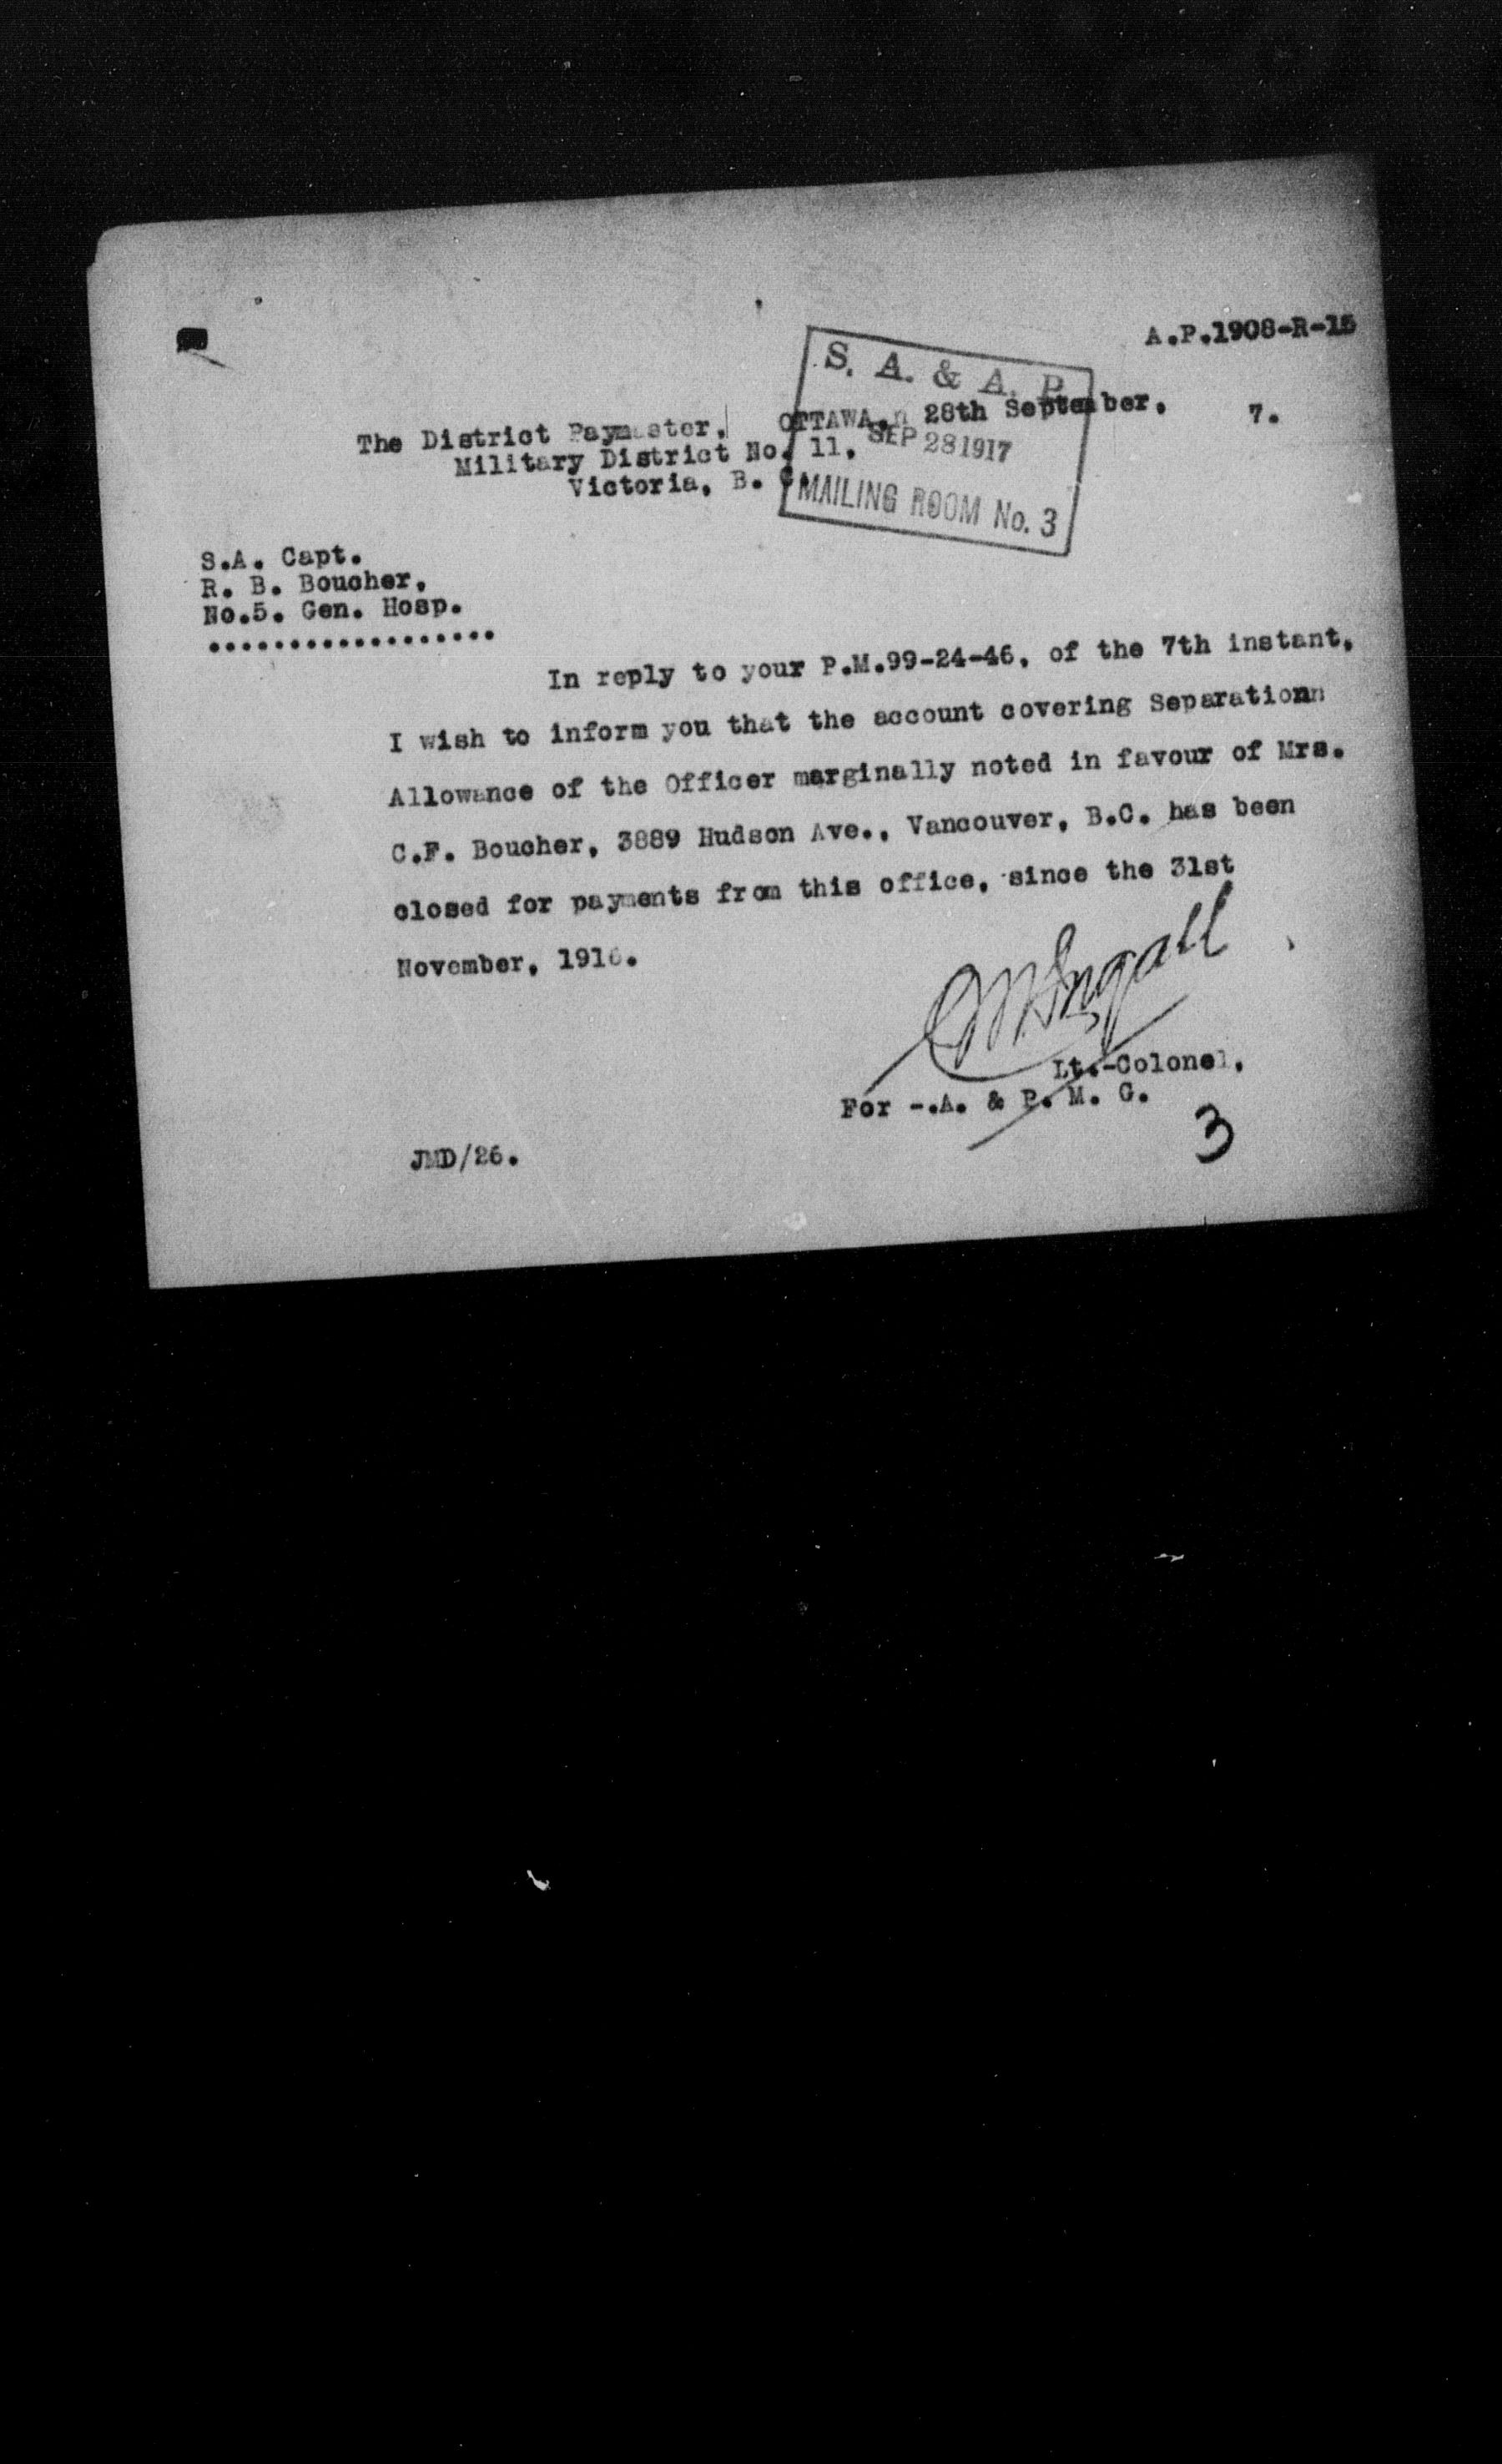 A.P.1908-R-15
S. A. & A. P.
OTTAWA. 28th September. 7.
SEP 28 1917
MAILING ROOM No. 3
The District Paymaster,
Military District No. 11,
Victoria, B. C.
S.A. Capt.
R. B. Boucher,
No.5. Gen. Hosp.
..................
In reply to your P.M.99-24-46, of the 7th instant,
I wish to inform you that the account covering Separationn
Allowance of the Officer marginally noted in favour of Mrs.
C.F. Boucher, 3889 Hudson Ave., Vancouver, B.C. has been
closed for payments from this office, since the 31st
November, 1916.
Ingall
Lt.-Colonel,
For -.A. & P. M. G.
3
JMD/26.